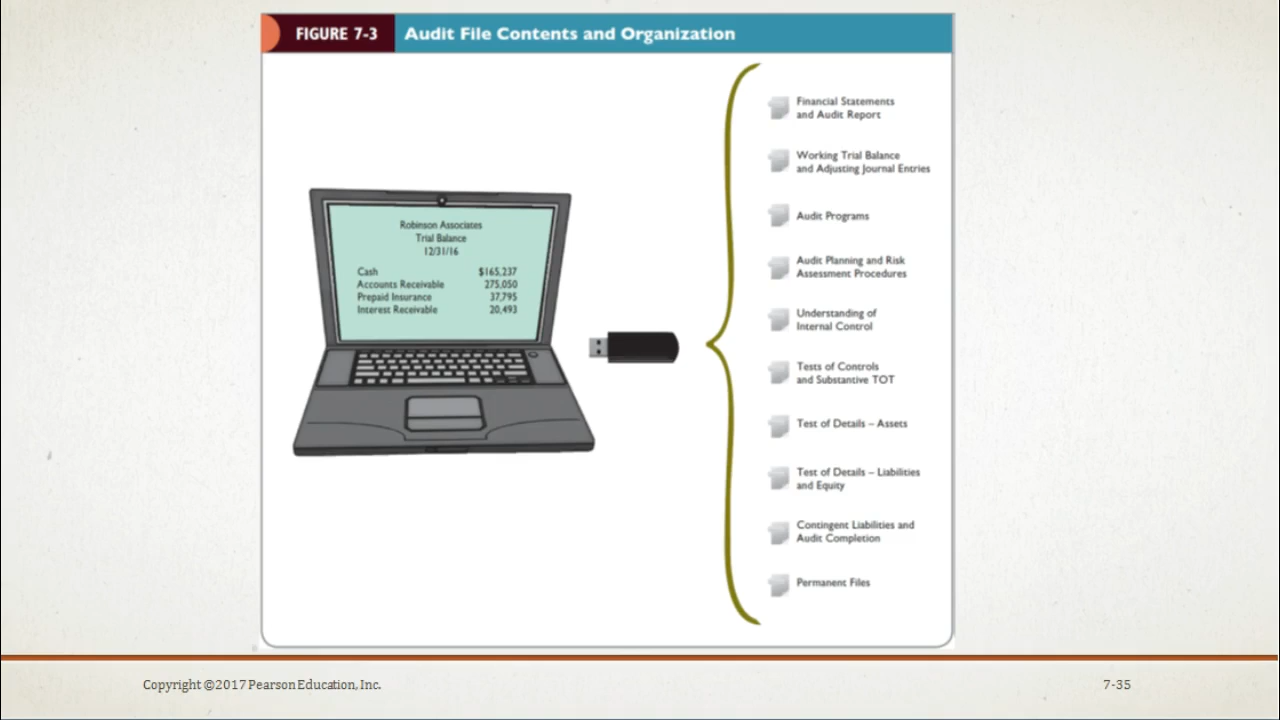 FIGURE 7-3 Audit File Contents and Organization
Robinson Associates
Trial Balance
12/31/16
Cash $165,237
Accounts Receivable 275,050
Prepaid Insurance 37,795
Interest Receivable 20,493
Financial Statements
and Audit Report
Working Trial Balance
and Adjusting Journal Entries
Audit Programs
Audit Planning and Risk
Assessment Procedures
Understanding of
Internal Control
Tests of Controls
and Substantive TOT
Test of Details – Assets
Test of Details – Liabilities
and Equity
Contingent Liabilities and
Audit Completion
Permanent Files
Copyright ©2017 Pearson Education, Inc. 7-35